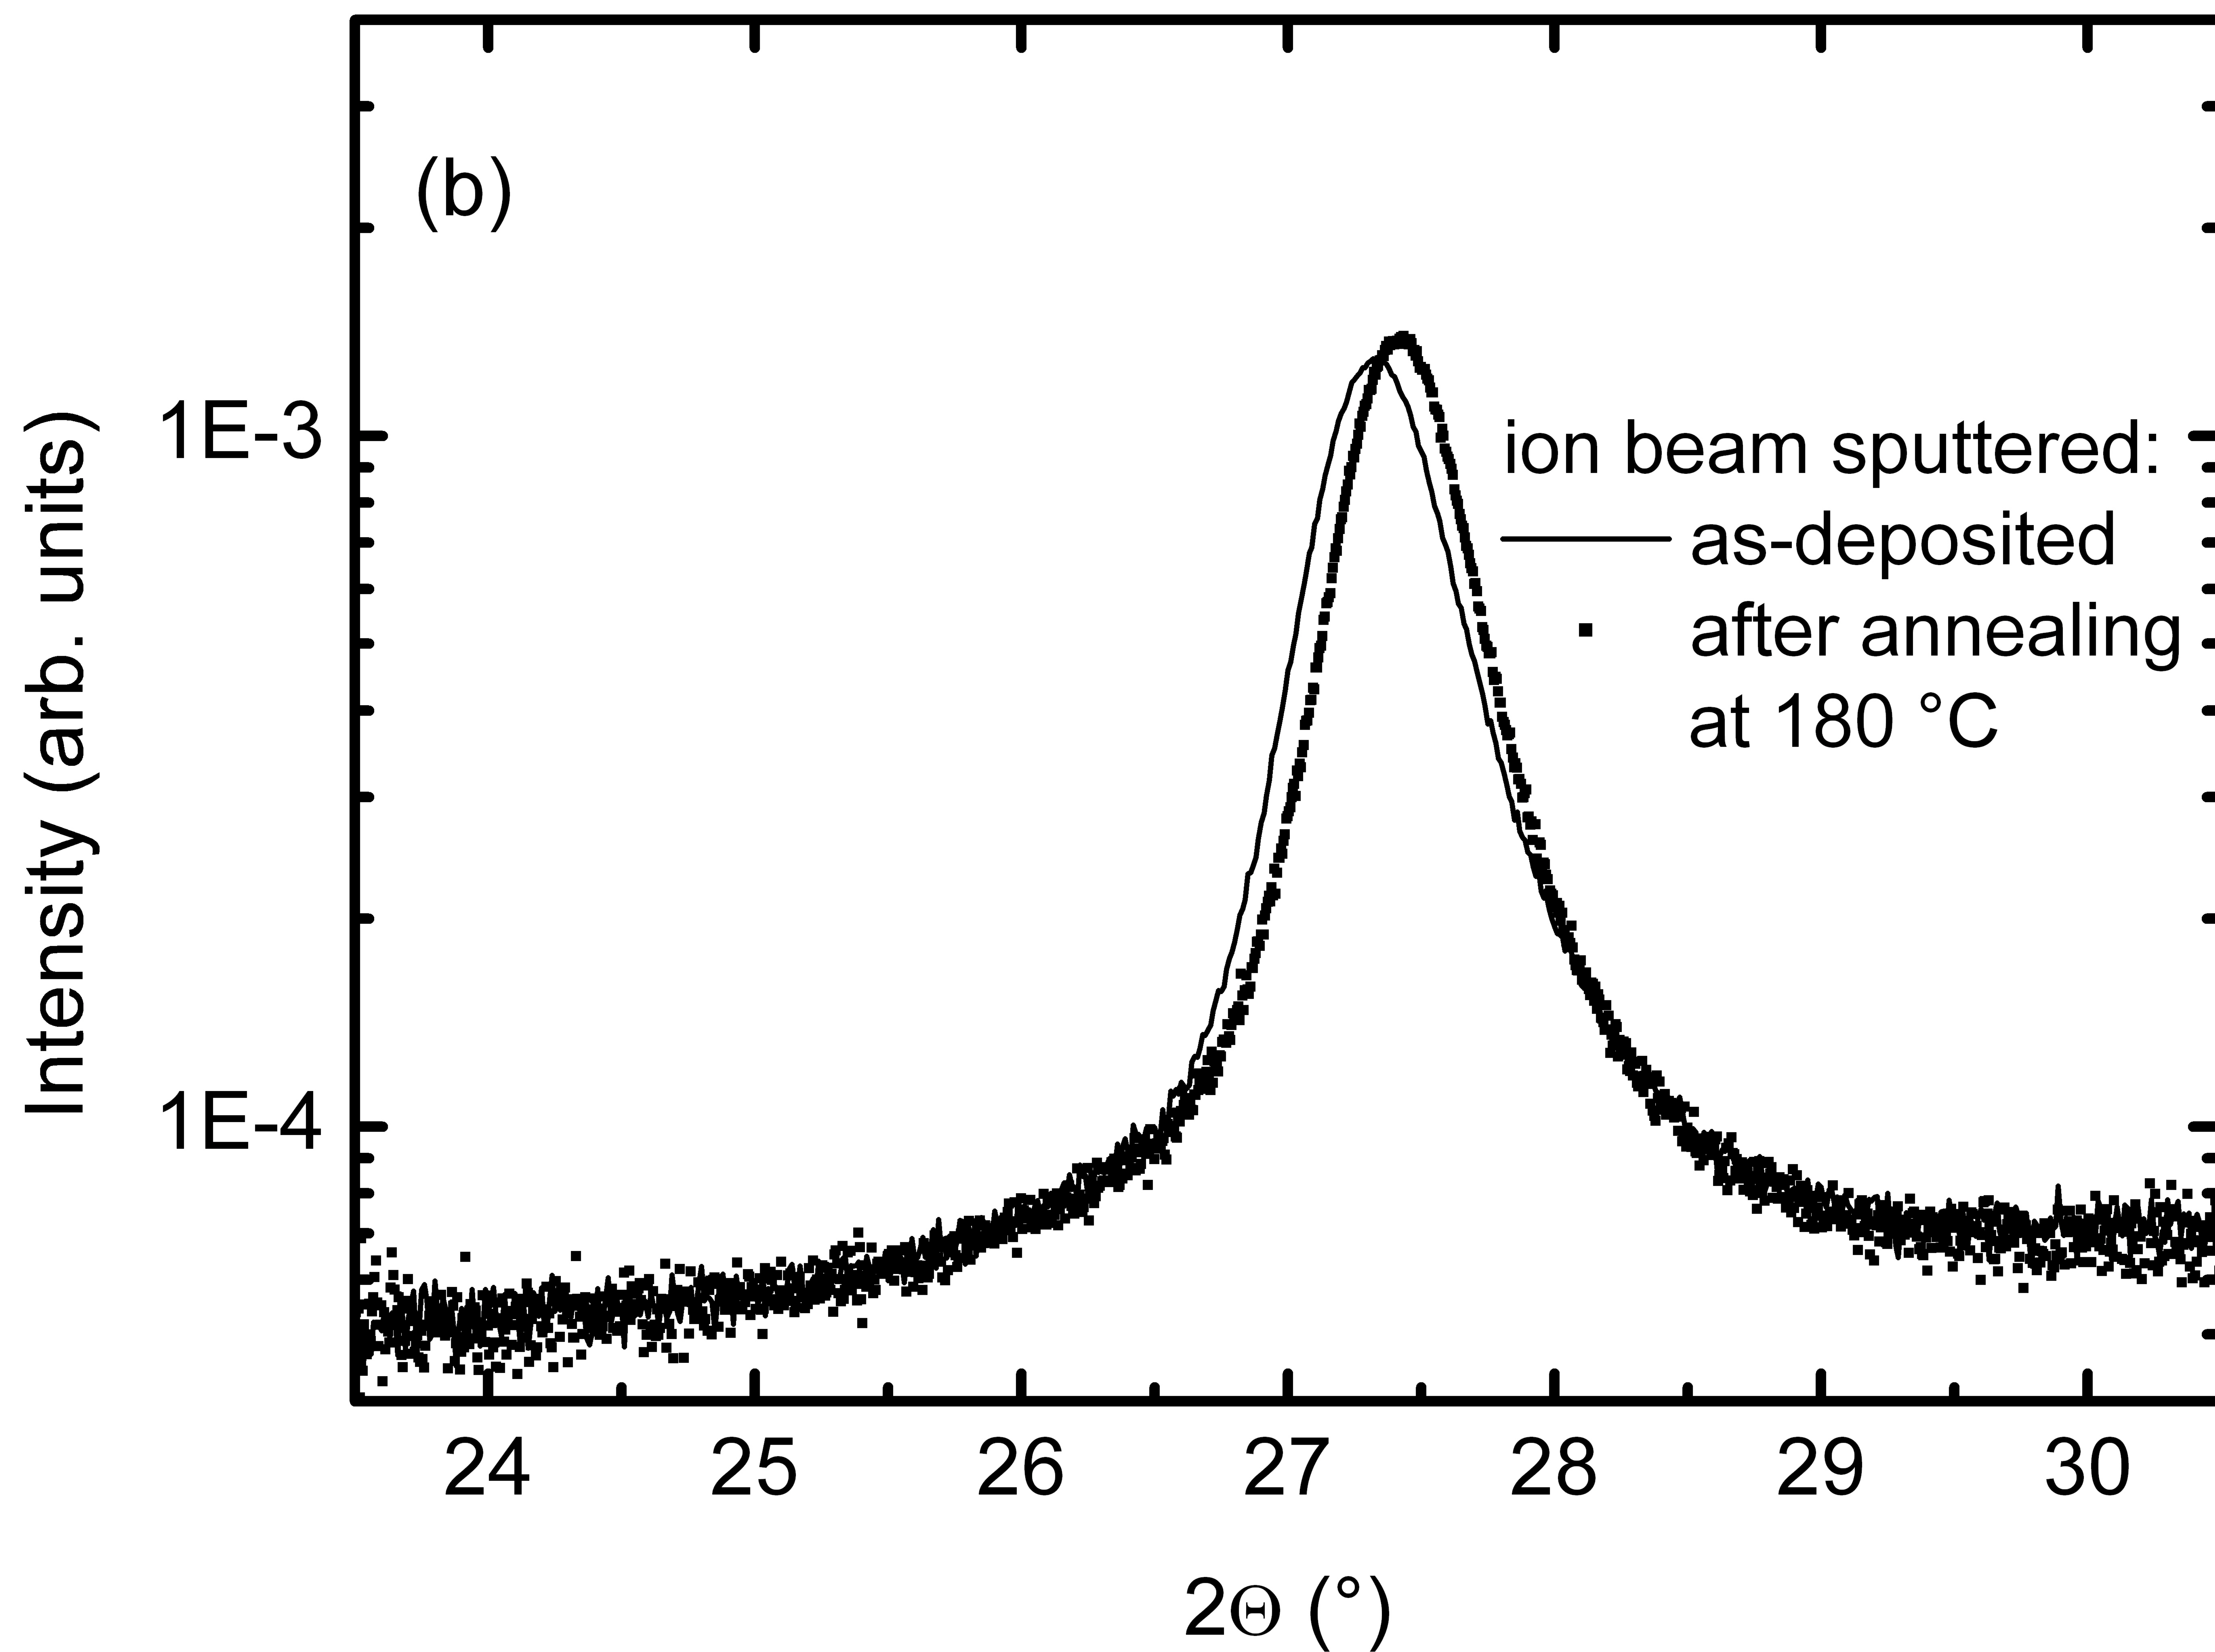 (b)
Intensity (arb. units)
1E-3
1E-4
ion beam sputtered:
as-deposited
after annealing
at 180 °C
24 25 26 27 28 29 30
2Θ (°)